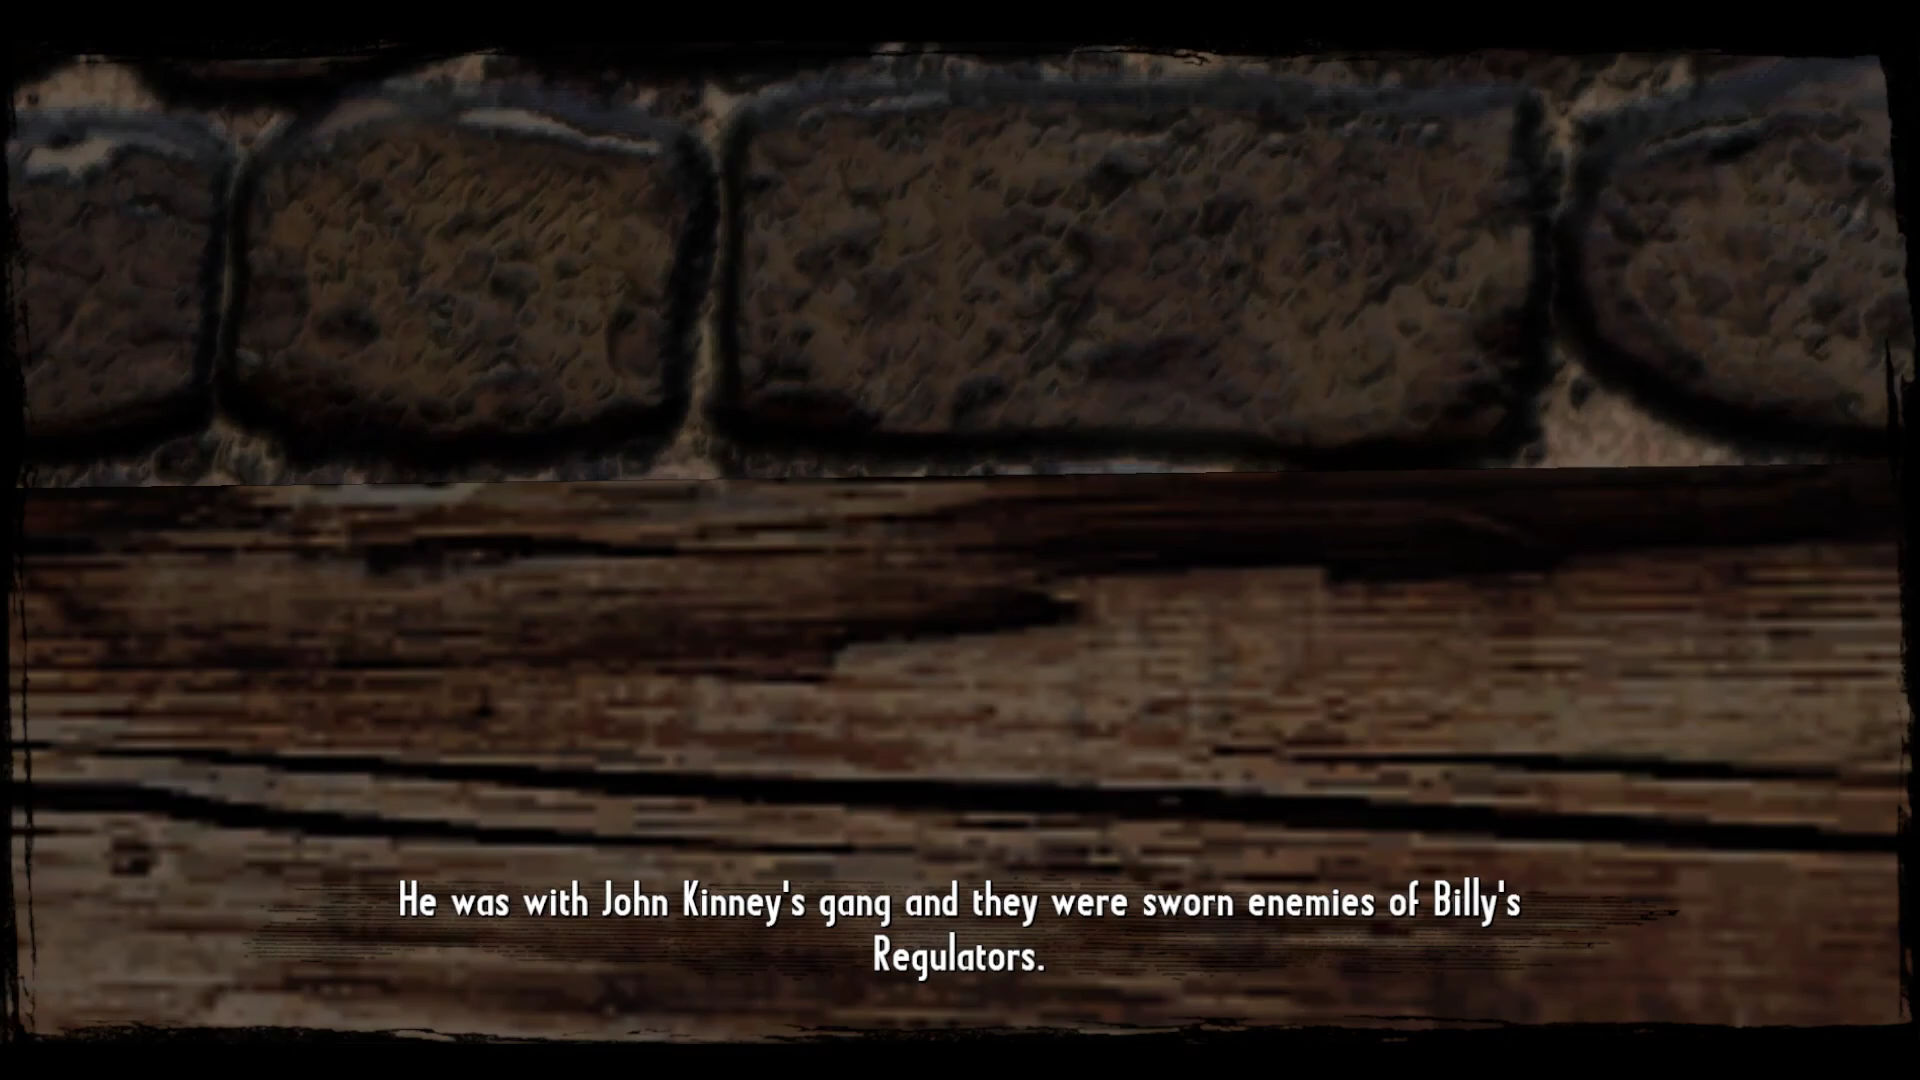 He was with John Kinney's gang and they were sworn enemies of Billy's
Regulators.